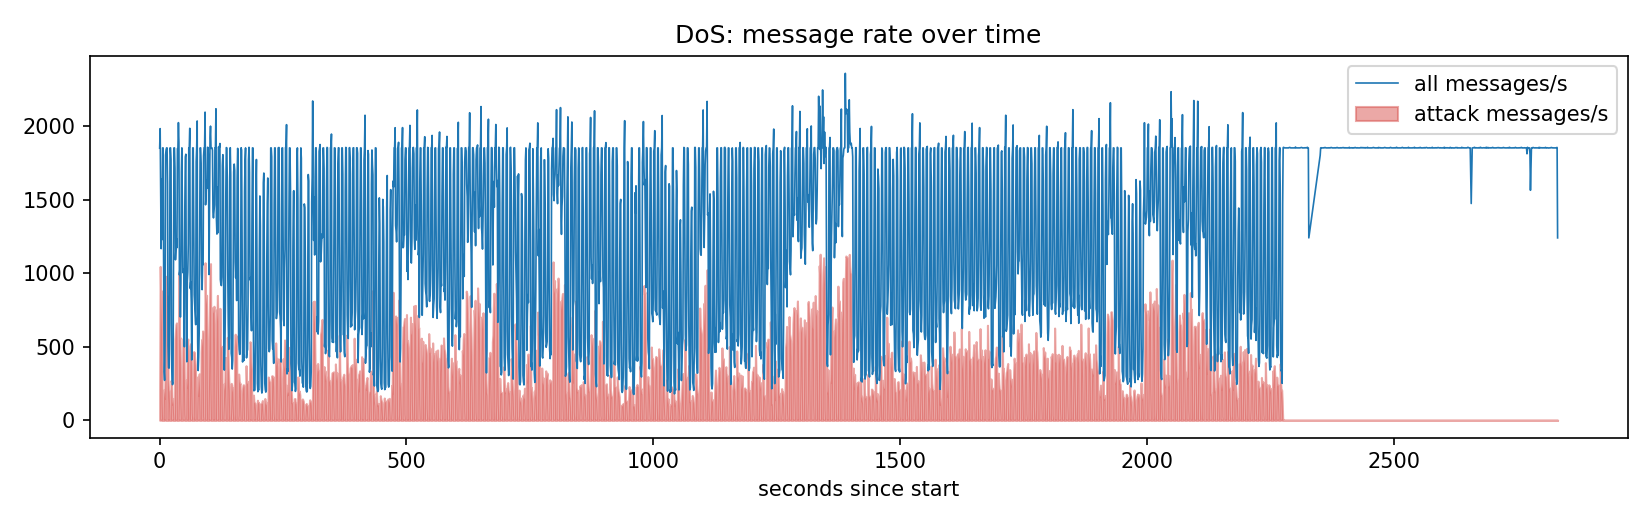 DoS: message rate over time
all messages/s
attack messages/s
2000
1500
1000
500
0
0 500 1000 1500 2000 2500
seconds since start